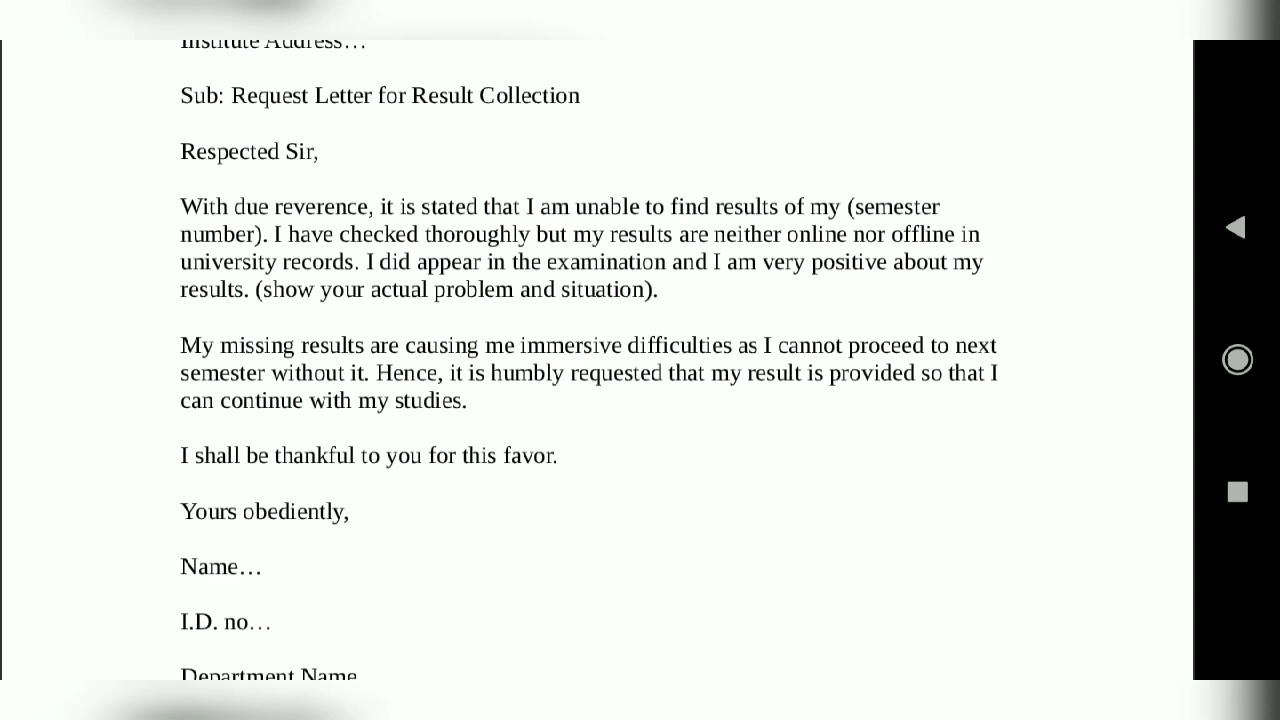 Institute Address…
Sub: Request Letter for Result Collection
Respected Sir,
With due reverence, it is stated that I am unable to find results of my (semester
number). I have checked thoroughly but my results are neither online nor offline in
university records. I did appear in the examination and I am very positive about my
results. (show your actual problem and situation).
My missing results are causing me immersive difficulties as I cannot proceed to next
semester without it. Hence, it is humbly requested that my result is provided so that I
can continue with my studies.
I shall be thankful to you for this favor.
Yours obediently,
Name…
I.D. no…
Department Name